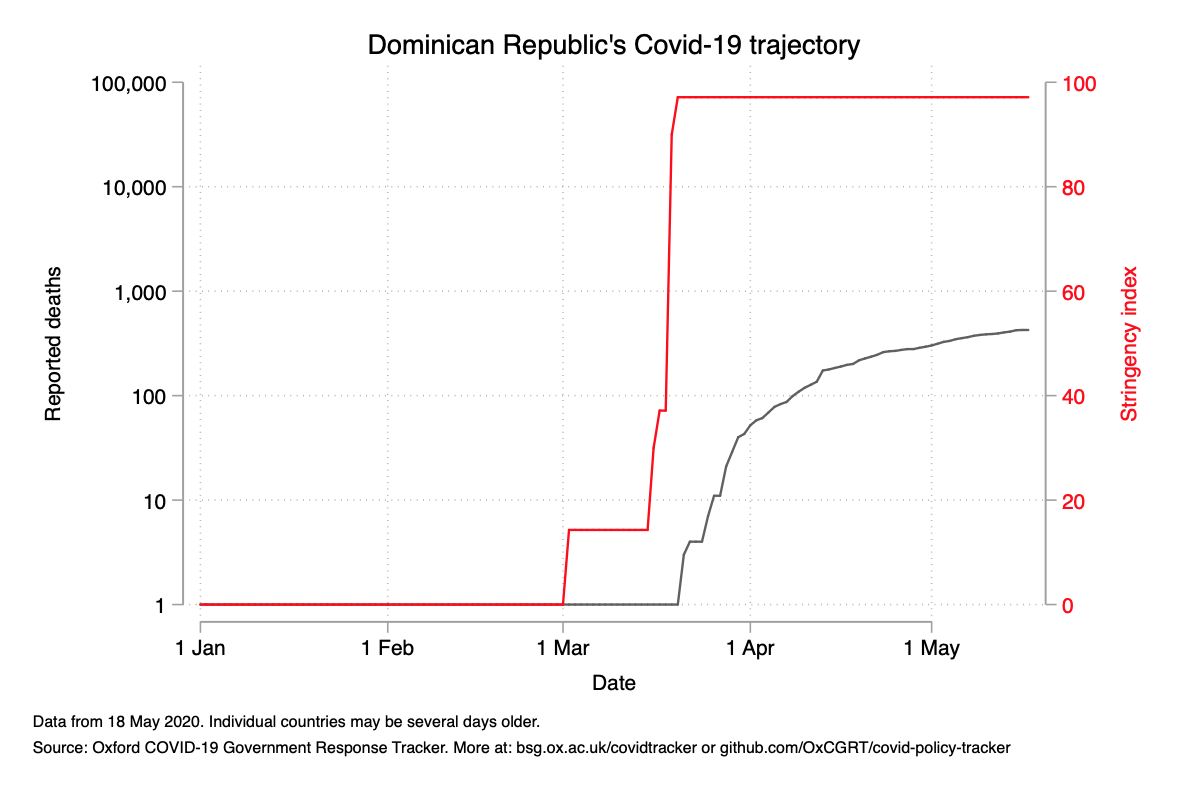 Dominican Republic's Covid-19 trajectory
100,000
10,000
1,000
100
10
1
Reported deaths
100
80
60
40
20
0
Stringency index
1 Jan
1 Feb
1 Mar
1 Apr
1 May
Date
Data from 18 May 2020. Individual countries may be several days older.
Source: Oxford COVID-19 Government Response Tracker. More at: bsg.ox.ac.uk/covidtracker or github.com/OxCGRT/covid-policy-tracker